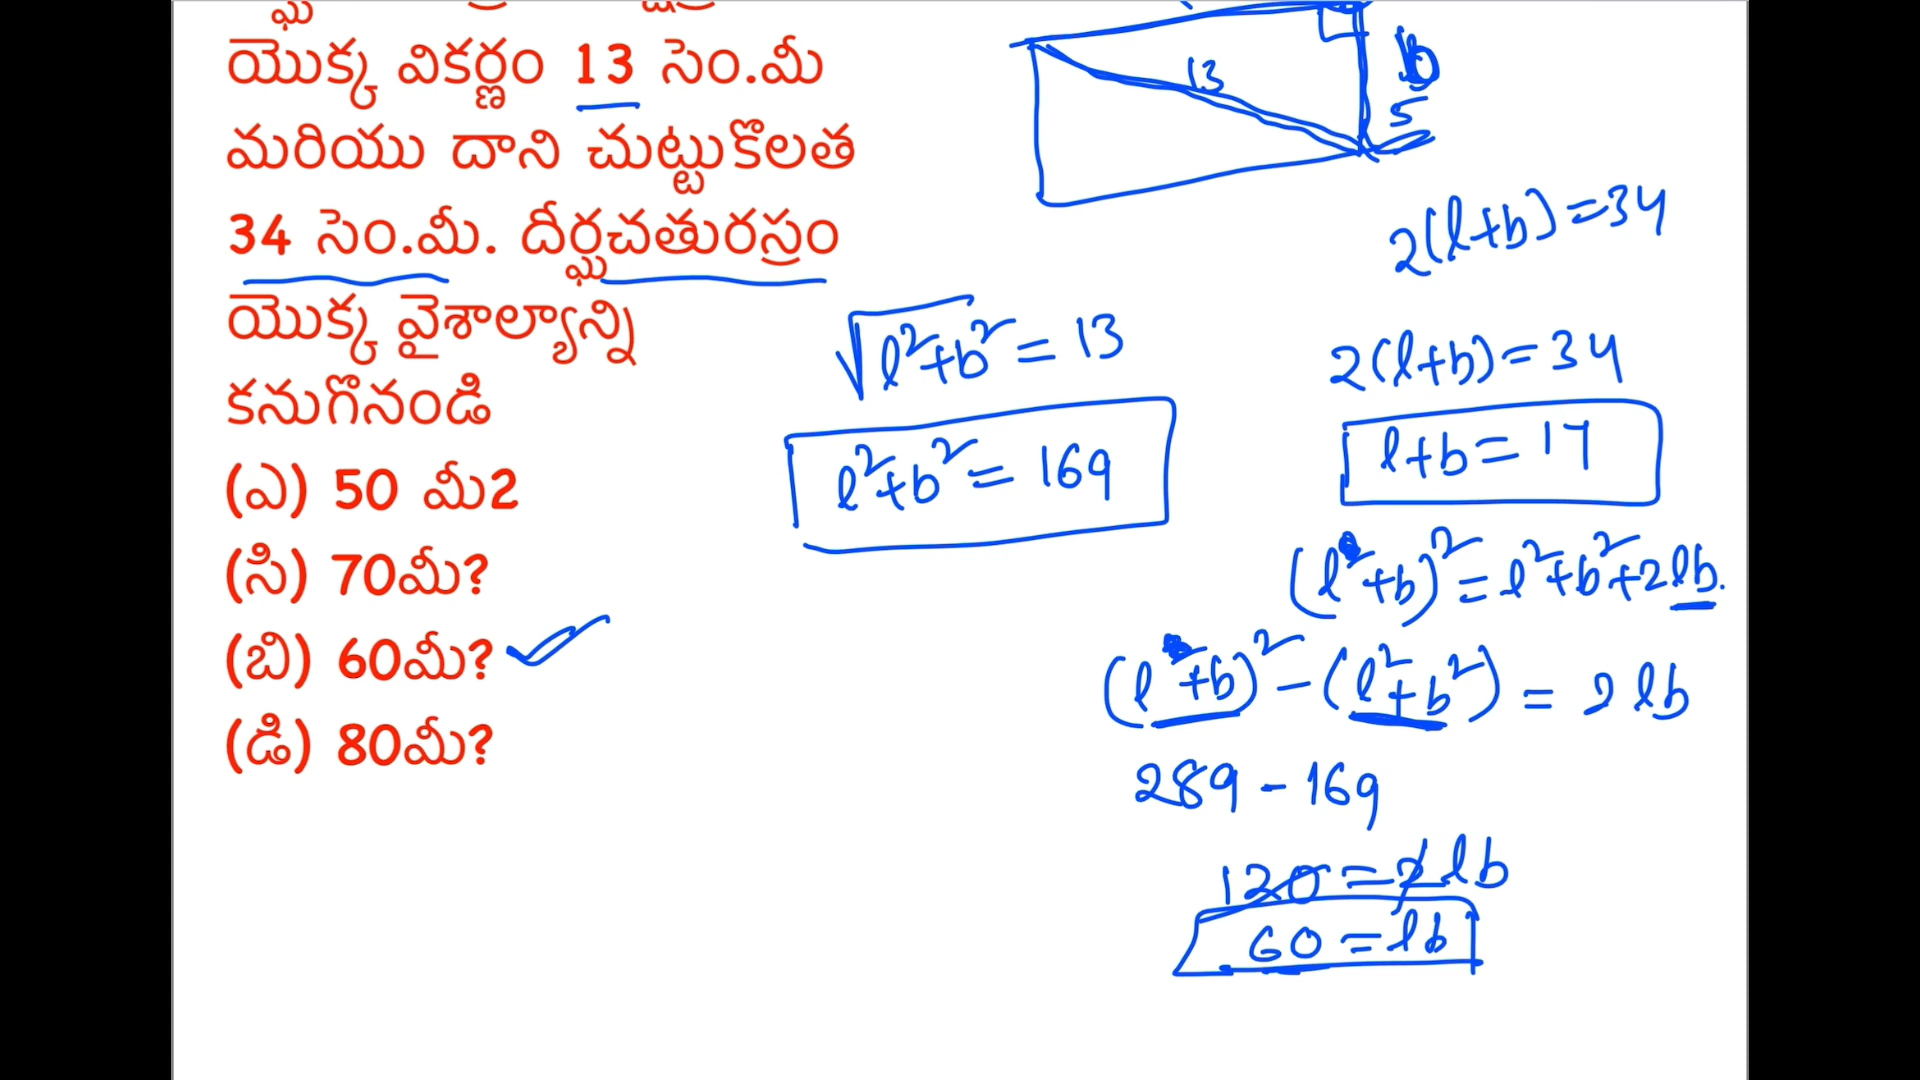 యొక్క వికర్ణం 13 సెం.మీ
మరియు దాని చుట్టుకొలత
34 సెం.మీ. దీర్ఘచతురస్రం
యొక్క వైశాల్యాన్ని
కనుగొనండి
(ఎ) 50 మీ2
(సి) 70మీ?
(బి) 60మీ?
(డి) 80మీ?
13
b
5
2(l+b)=34
√l²+b² = 13
l²+b² = 169
2(l+b)=34
l+b=17
(l+b)²=l²+b²+2lb.
(l+b)²-(l²+b²) = 2lb
289-169
120=2lb
60=lb